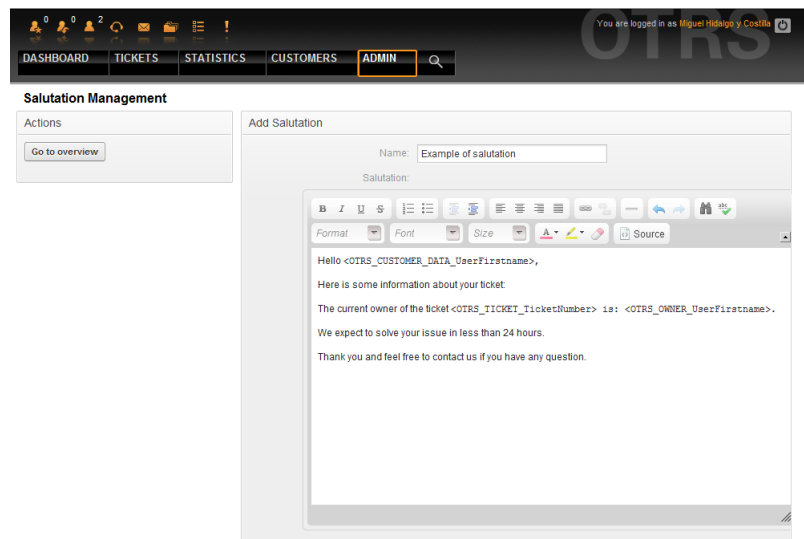 0 0 2
You are logged in as Miguel Hidalgo y Costilla
OTRS
DASHBOARD TICKETS STATISTICS CUSTOMERS ADMIN
Salutation Management
Actions
Go to overview
Add Salutation
Name: Example of salutation
Salutation:
B I U S
abc
Format Font Size A Source
Hello <OTRS_CUSTOMER_DATA_UserFirstname>,
Here is some information about your ticket:
The current owner of the ticket <OTRS_TICKET_TicketNumber> is: <OTRS_OWNER_UserFirstname>.
We expect to solve your issue in less than 24 hours.
Thank you and feel free to contact us if you have any question.